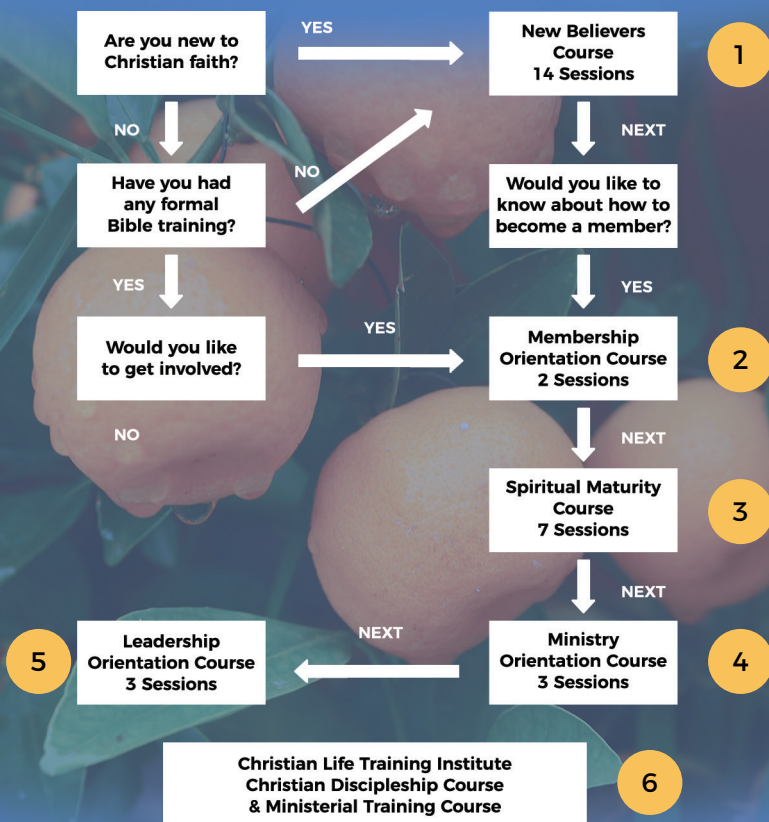 Are you new to
Christian faith?
YES
New Believers
Course
14 Sessions
1
NO
NEXT
Have you had
any formal
Bible training?
NO
Would you like to
know about how to
become a member?
YES
YES
Would you like
to get involved?
YES
Membership
Orientation Course
2 Sessions
2
NO
NEXT
Spiritual Maturity
Course
7 Sessions
3
NEXT
5
Leadership
Orientation Course
3 Sessions
NEXT
Ministry
Orientation Course
3 Sessions
4
Christian Life Training Institute
Christian Discipleship Course
& Ministerial Training Course
6